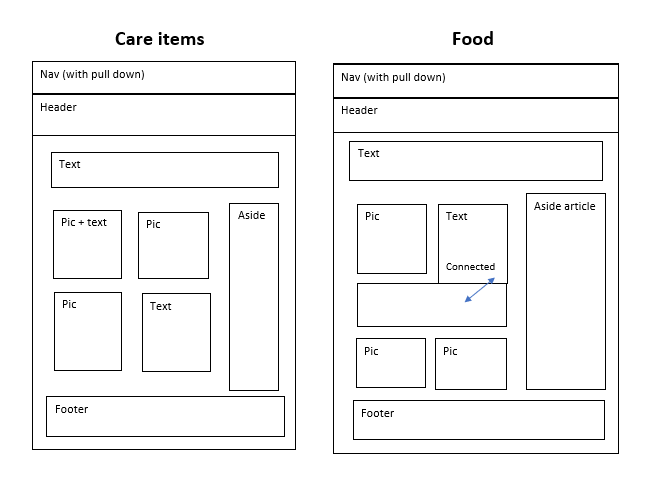 Care items
Nav (with pull down)
Header
Text
Pic + text
Pic
Aside
Pic
Text
Footer
Food
Nav (with pull down)
Header
Text
Pic
Text
Aside article
Connected
Pic
Pic
Footer